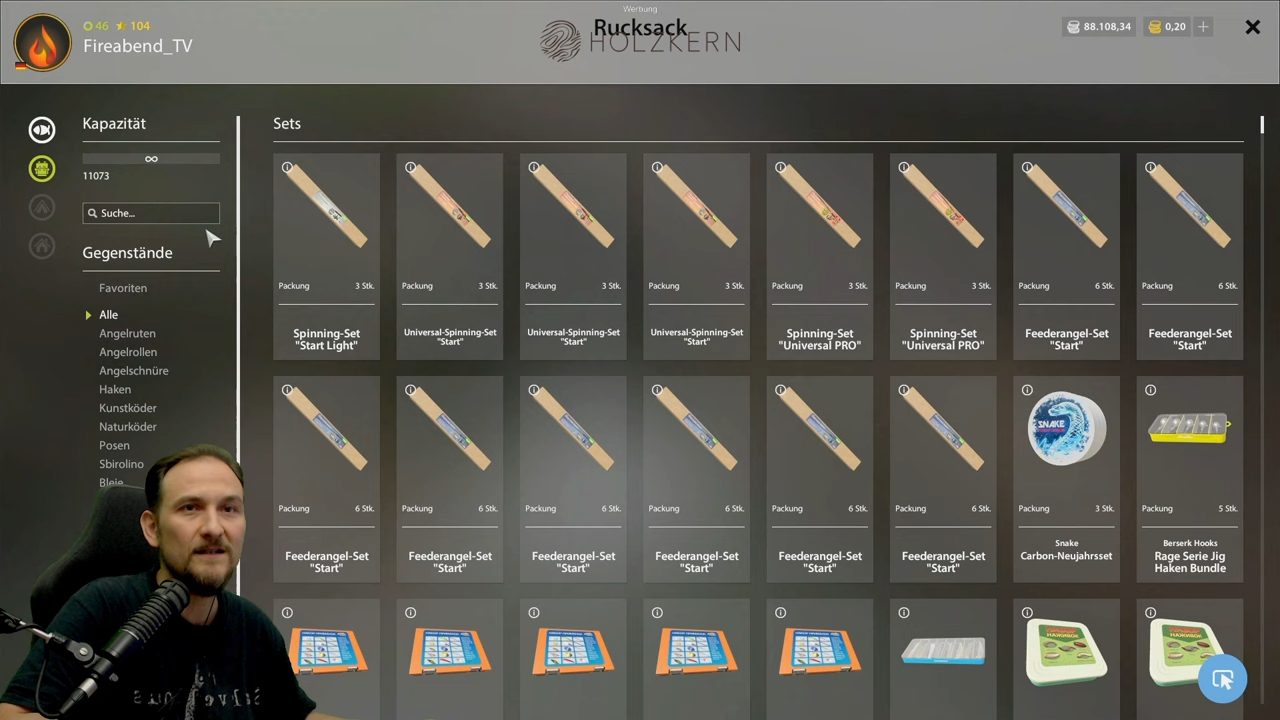 Werbung
Rucksack
HOLZKERN
46 104
Fireabend_TV
88.108,34
0,20
Kapazität
∞
11073
Suche...
Gegenstände
Favoriten
Alle
Angelruten
Angelrollen
Angelschnüre
Haken
Kunstköder
Naturköder
Posen
Sbirolino
Bleie
Sets
Packung 3 Stk.
Spinning-Set
"Start Light"
Packung 3 Stk.
Universal-Spinning-Set
"Start"
Packung 3 Stk.
Universal-Spinning-Set
"Start"
Packung 3 Stk.
Universal-Spinning-Set
"Start"
Packung 3 Stk.
Spinning-Set
"Universal PRO"
Packung 3 Stk.
Spinning-Set
"Universal PRO"
Packung 6 Stk.
Feederangel-Set
"Start"
Packung 6 Stk.
Feederangel-Set
"Start"
Packung 6 Stk.
Feederangel-Set
"Start"
Packung 6 Stk.
Feederangel-Set
"Start"
Packung 6 Stk.
Feederangel-Set
"Start"
Packung 6 Stk.
Feederangel-Set
"Start"
Packung 6 Stk.
Feederangel-Set
"Start"
Packung 6 Stk.
Feederangel-Set
"Start"
SNAKE
Packung 3 Stk.
Snake
Carbon-Neujahrsset
Packung 5 Stk.
Berserk Hooks
Rage Serie Jig
Haken Bundle
НАЖИВОК
НАЖИВОК